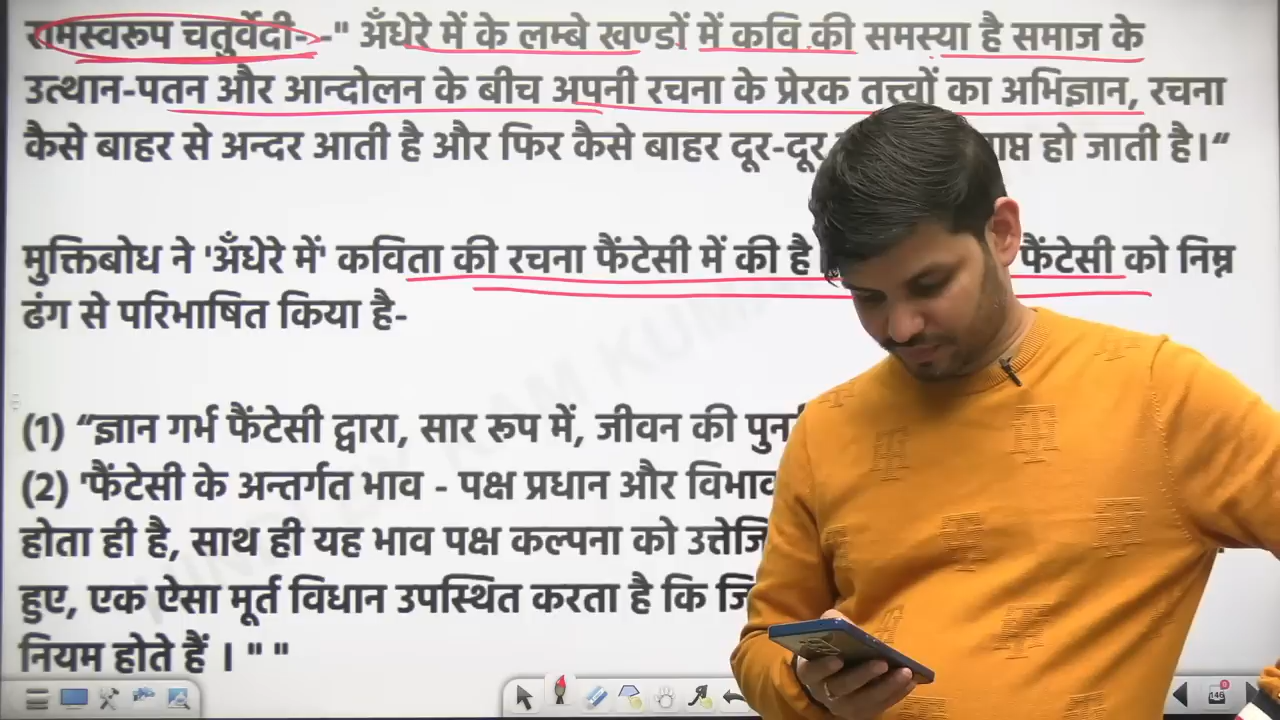 रामस्वरूप चतुर्वेदी- -" अँधेरे में के लम्बे खण्डों में कवि की समस्या है समाज के
उत्थान-पतन और आन्दोलन के बीच अपनी रचना के प्रेरक तत्त्वों का अभिज्ञान, रचना
कैसे बाहर से अन्दर आती है और फिर कैसे बाहर दूर-दूर हो जाती है।“
मुक्तिबोध ने 'अँधेरे में' कविता की रचना फैंटेसी में की है फैंटेसी को निम्न
ढंग से परिभाषित किया है-
(1) “ज्ञान गर्भ फैंटेसी द्वारा, सार रूप में, जीवन की
(2) 'फैंटेसी के अन्तर्गत भाव - पक्ष प्रधान और
होता ही है, साथ ही यह भाव पक्ष कल्पना को
हुए, एक ऐसा मूर्त विधान उपस्थित करता है कि
नियम होते हैं । " "
146